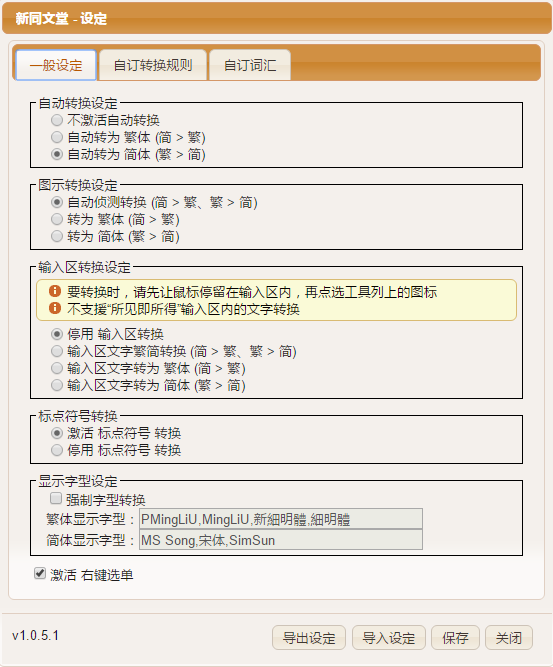 新同文堂 - 设定
一般设定 自订转换规则 自订词汇
自动转换设定
不激活自动转换
自动转为 繁体 (简 > 繁)
自动转为 简体 (繁 > 简)
图示转换设定
自动侦测转换 (简 > 繁、繁 > 简)
转为 繁体 (简 > 繁)
转为 简体 (繁 > 简)
输入区转换设定
要转换时，请先让鼠标停留在输入区内，再点选工具列上的图标
不支援“所见即所得”输入区内的文字转换
停用 输入区转换
输入区文字繁简转换 (简 > 繁、繁 > 简)
输入区文字转为 繁体 (简 > 繁)
输入区文字转为 简体 (繁 > 简)
标点符号转换
激活 标点符号 转换
停用 标点符号 转换
显示字型设定
强制字型转换
繁体显示字型：PMingLiU,MingLiU,新細明體,細明體
简体显示字型：MS Song,宋体,SimSun
激活 右键选单
v1.0.5.1 导出设定 导入设定 保存 关闭